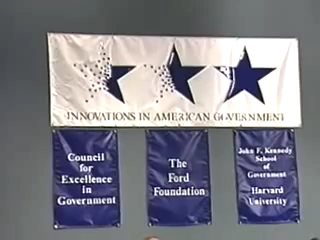 INNOVATIONS IN AMERICAN GOVERNMENT
Council
for
Excellence
in
Government
The
Ford
Foundation
John F. Kennedy
School
of
Government
Harvard
University